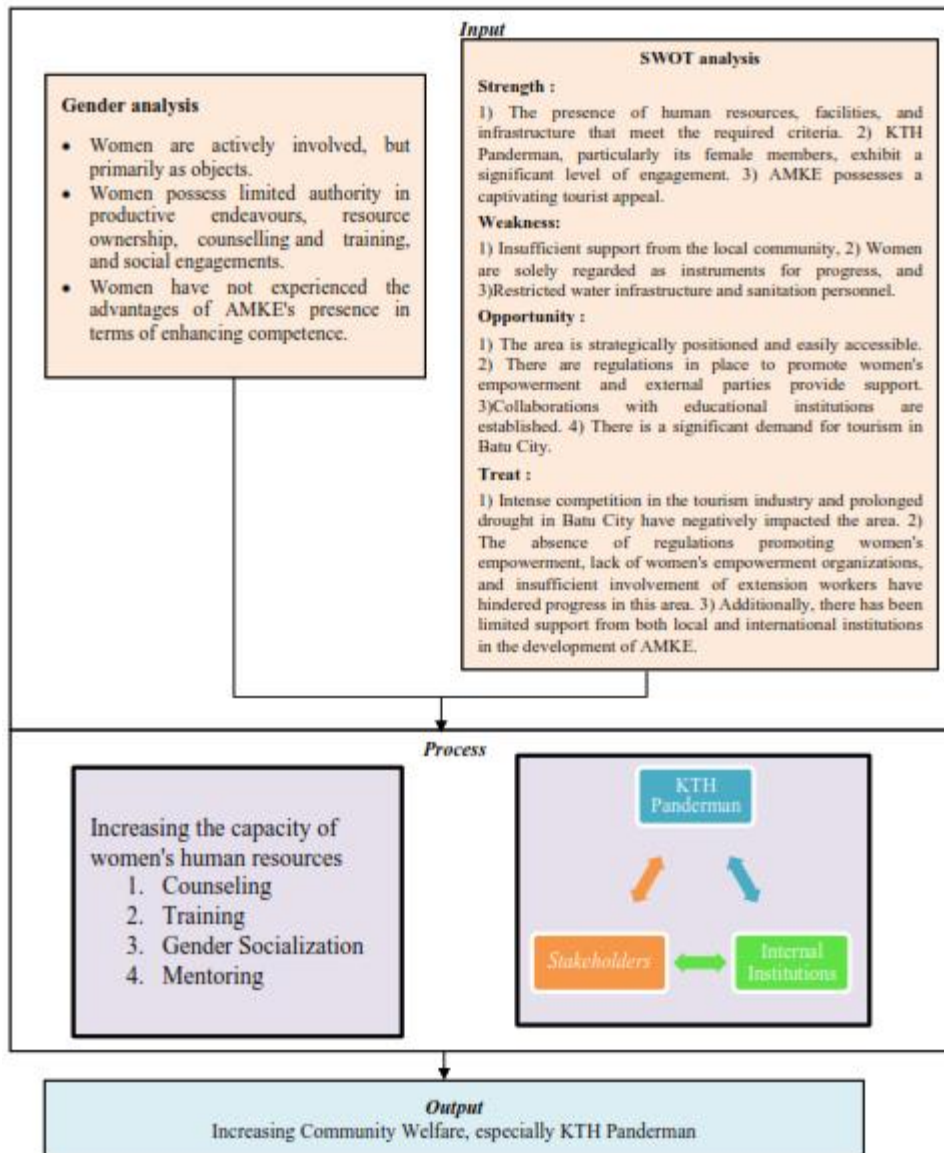 Input
Gender analysis
• Women are actively involved, but
primarily as objects.
• Women possess limited authority in
productive endeavours, resource
ownership, counselling and training,
and social engagements.
• Women have not experienced the
advantages of AMKE's presence in
terms of enhancing competence.
SWOT analysis
Strength :
1) The presence of human resources, facilities, and
infrastructure that meet the required criteria. 2) KTH
Panderman, particularly its female members, exhibit a
significant level of engagement. 3) AMKE possesses a
captivating tourist appeal.
Weakness:
1) Insufficient support from the local community, 2) Women
are solely regarded as instruments for progress, and
3)Restricted water infrastructure and sanitation personnel.
Opportunity :
1) The area is strategically positioned and easily accessible.
2) There are regulations in place to promote women's
empowerment and external parties provide support.
3)Collaborations with educational institutions are
established. 4) There is a significant demand for tourism in
Batu City.
Treat :
1) Intense competition in the tourism industry and prolonged
drought in Batu City have negatively impacted the area. 2)
The absence of regulations promoting women's
empowerment, lack of women's empowerment organizations,
and insufficient involvement of extension workers have
hindered progress in this area. 3) Additionally, there has been
limited support from both local and international institutions
in the development of AMKE.
Process
Increasing the capacity of
women's human resources
1. Counseling
2. Training
3. Gender Socialization
4. Mentoring
KTH
Panderman
Stakeholders
Internal
Institutions
Output
Increasing Community Welfare, especially KTH Panderman